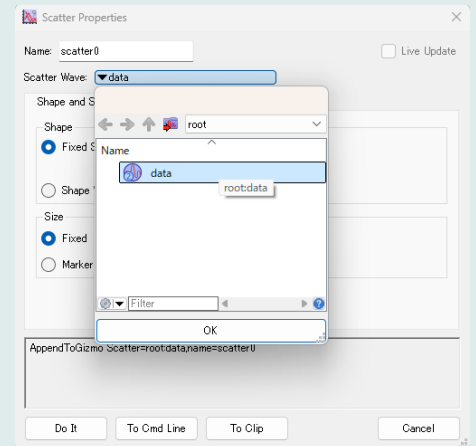 Scatter Properties
Name: scatter0
Live Update
Scatter Wave: data
Shape and S
Shape
root
Fixed S
Name
data
root:data
Shape
Size
Fixed
Marker
Filter
OK
AppendToGizmo Scatter=root:data,name=scatter0
Do It
To Cmd Line
To Clip
Cancel